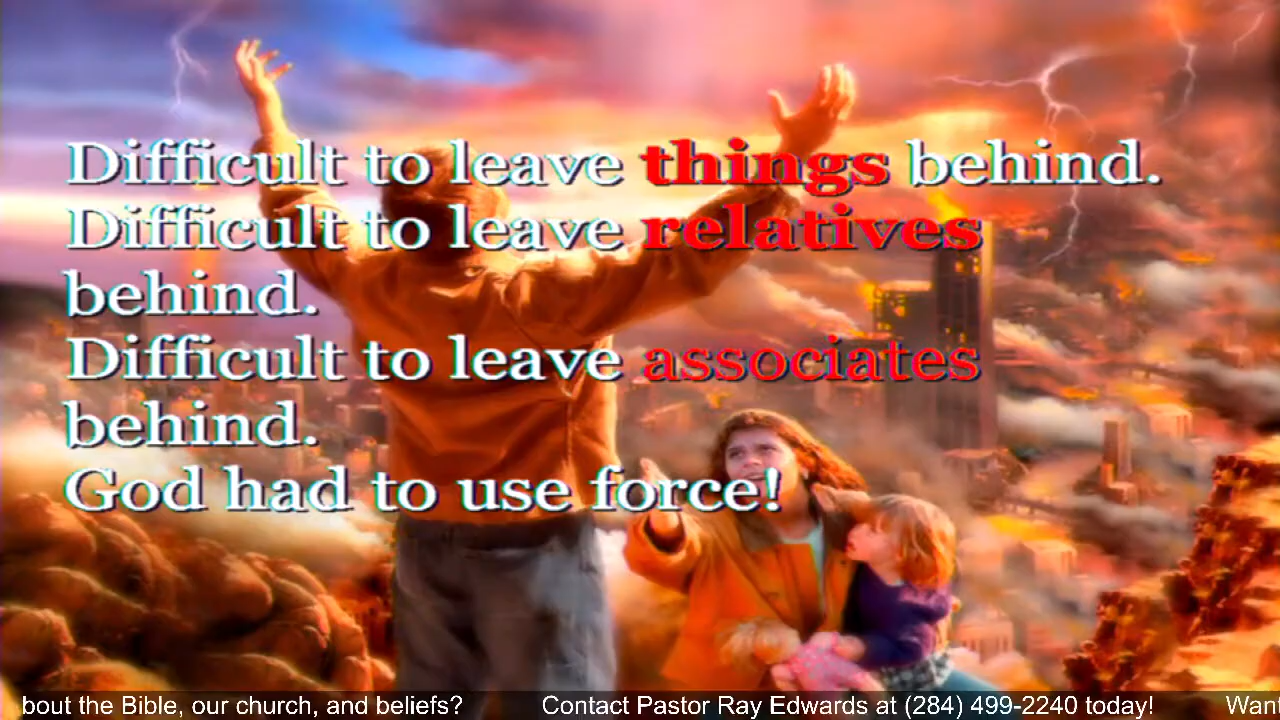 Difficult to leave things behind.
Difficult to leave relatives
behind.
Difficult to leave associates
behind.
God had to use force!
bout the Bible, our church, and beliefs? Contact Pastor Ray Edwards at (284) 499-2240 today! Want